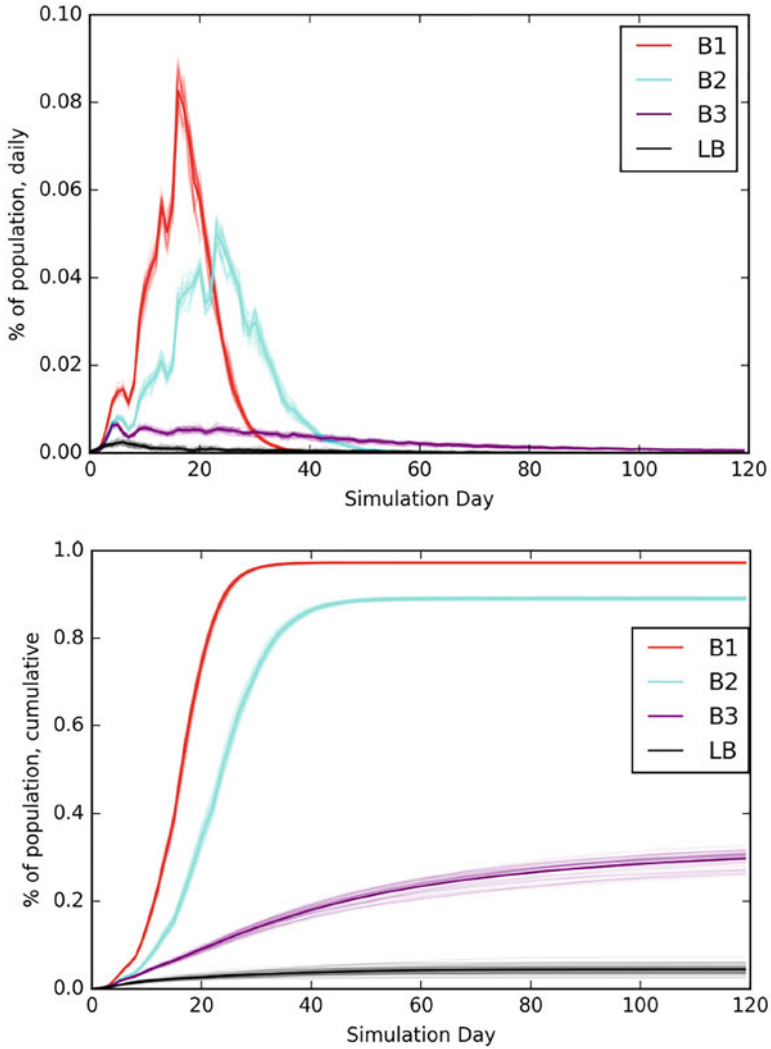 % of population, daily
0.10
0.08
0.06
0.04
0.02
0.00
B1
B2
B3
LB
0 20 40 60 80 100 120
Simulation Day
% of population, cumulative
1.0
0.8
0.6
0.4
0.2
0.0
B1
B2
B3
LB
0 20 40 60 80 100 120
Simulation Day